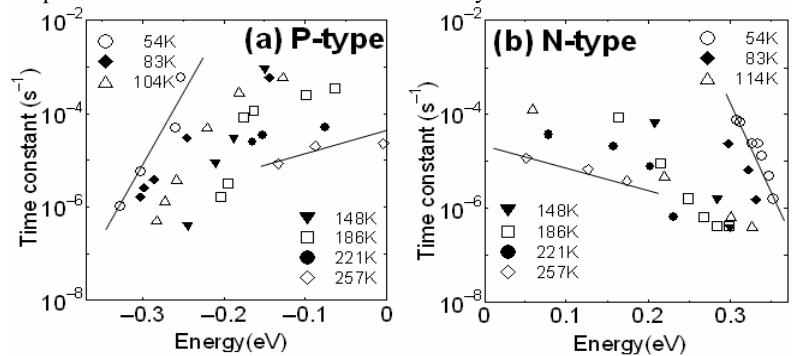 (a) P-type
54K
83K
104K
148K
186K
221K
257K
10⁻²
10⁻⁴
10⁻⁶
10⁻⁸
Time constant (s⁻¹)
−0.3
−0.2
−0.1
0
Energy(eV)
(b) N-type
54K
83K
114K
148K
186K
221K
257K
10⁻²
10⁻⁴
10⁻⁶
10⁻⁸
Time constant (s⁻¹)
0
0.1
0.2
0.3
Energy(eV)